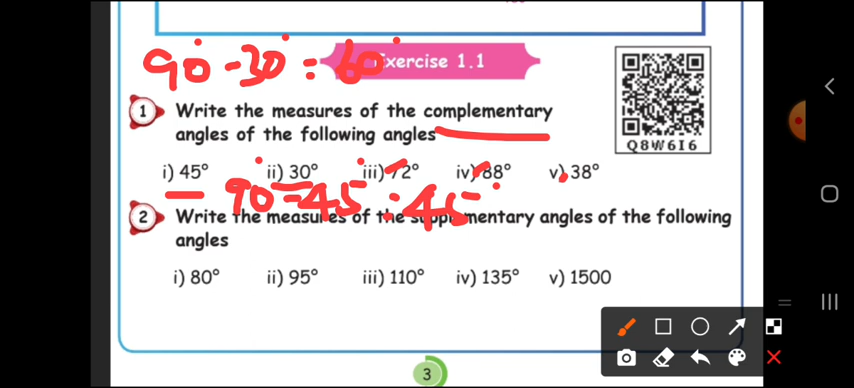 90° - 30° = 60°
Exercise 1.1
1 Write the measures of the complementary
angles of the following angles
Q8W6I6
i) 45° ii) 30° iii) 72° iv) 88° v) 38°
90° - 45° = 45°
2 Write the measures of the supplementary angles of the following
angles
i) 80° ii) 95° iii) 110° iv) 135° v) 1500
3